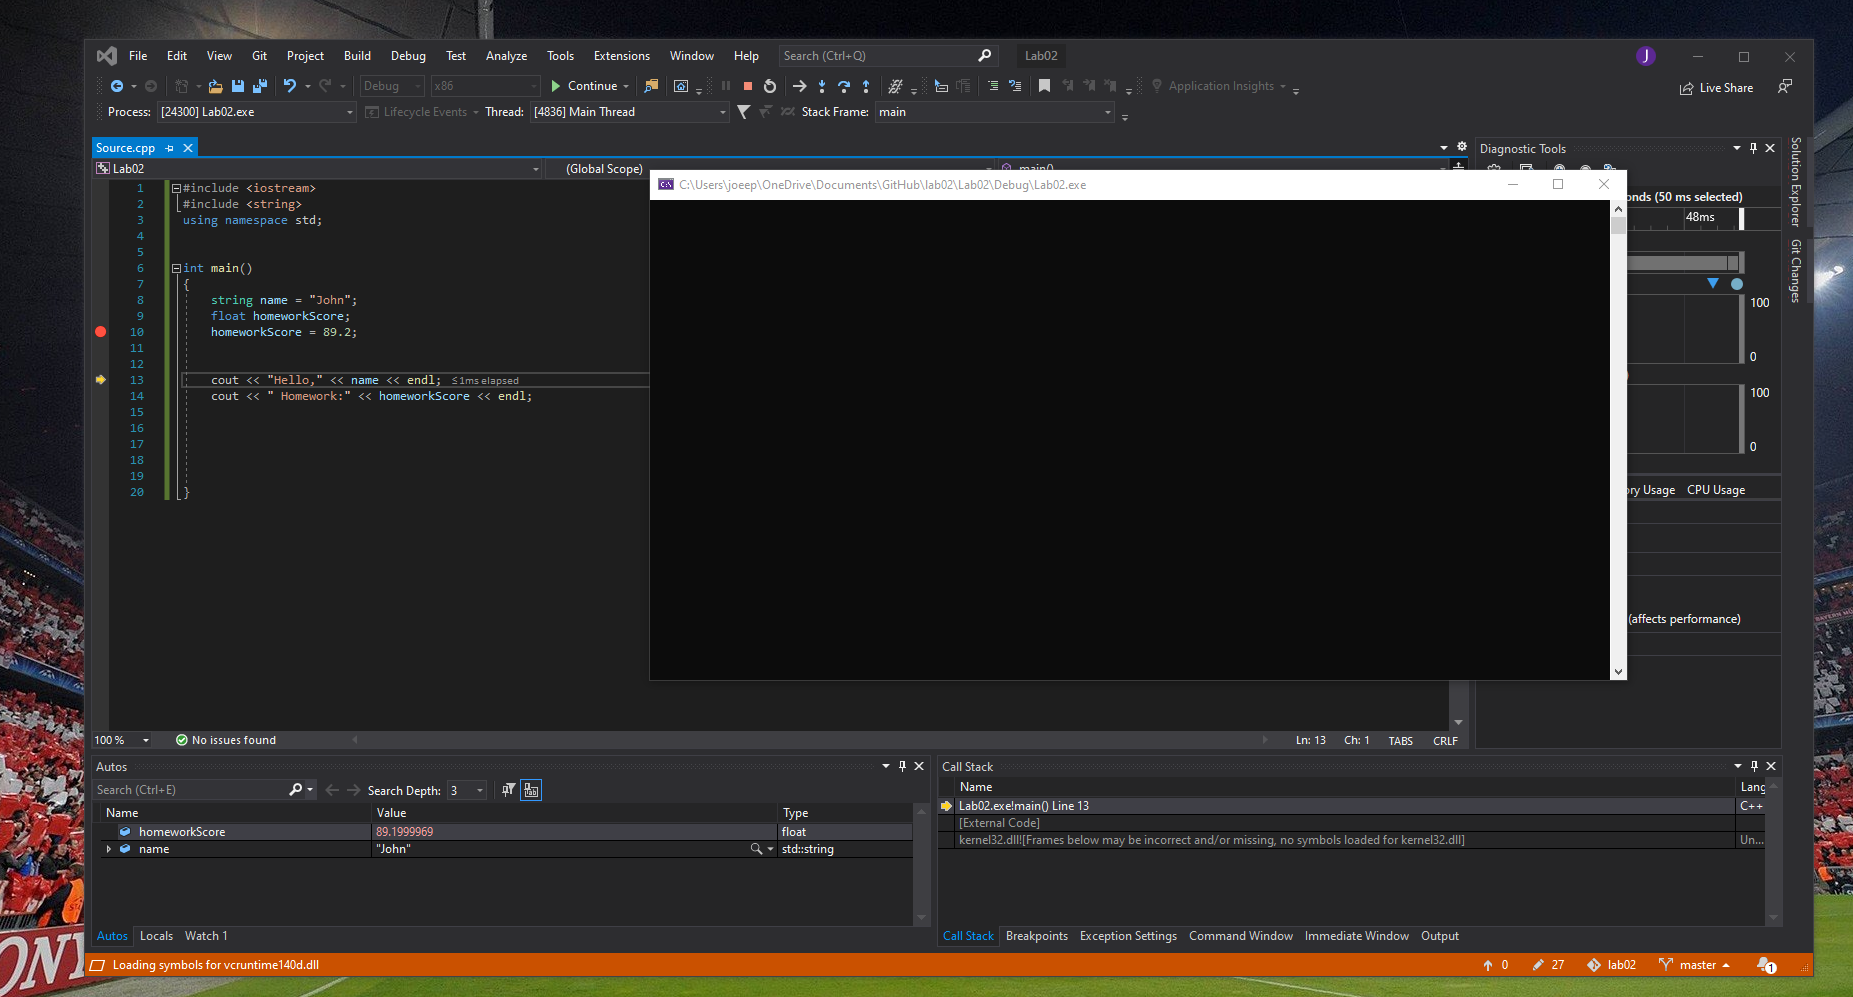 File Edit View Git Project Build Debug Test Analyze Tools Extensions Window Help Search (Ctrl+Q) Lab02 J
Debug x86 Continue Application Insights Live Share
Process: [24300] Lab02.exe Lifecycle Events Thread: [4836] Main Thread Stack Frame: main
Source.cpp
Lab02 (Global Scope) main()
1 #include <iostream>
2 #include <string>
3 using namespace std;
4
5
6 int main()
7 {
8 string name = "John";
9 float homeworkScore;
10 homeworkScore = 89.2;
11
12
13 cout << "Hello," << name << endl; ≤1ms elapsed
14 cout << " Homework:" << homeworkScore << endl;
15
16
17
18
19
20 }
C:\Users\joeep\OneDrive\Documents\GitHub\lab02\Lab02\Debug\Lab02.exe
Diagnostic Tools
onds (50 ms selected)
48ms
100
0
100
0
ory Usage CPU Usage
(affects performance)
Solution Explorer
Git Changes
100 % No issues found Ln: 13 Ch: 1 TABS CRLF
Autos
Search (Ctrl+E) Search Depth: 3
Name Value Type
homeworkScore 89.1999969 float
name "John" std::string
Autos Locals Watch 1
Call Stack
Name Lang
Lab02.exe!main() Line 13 C++
[External Code]
kernel32.dll![Frames below may be incorrect and/or missing, no symbols loaded for kernel32.dll] Un...
Call Stack Breakpoints Exception Settings Command Window Immediate Window Output
Loading symbols for vcruntime140d.dll 0 27 lab02 master 1
ONY